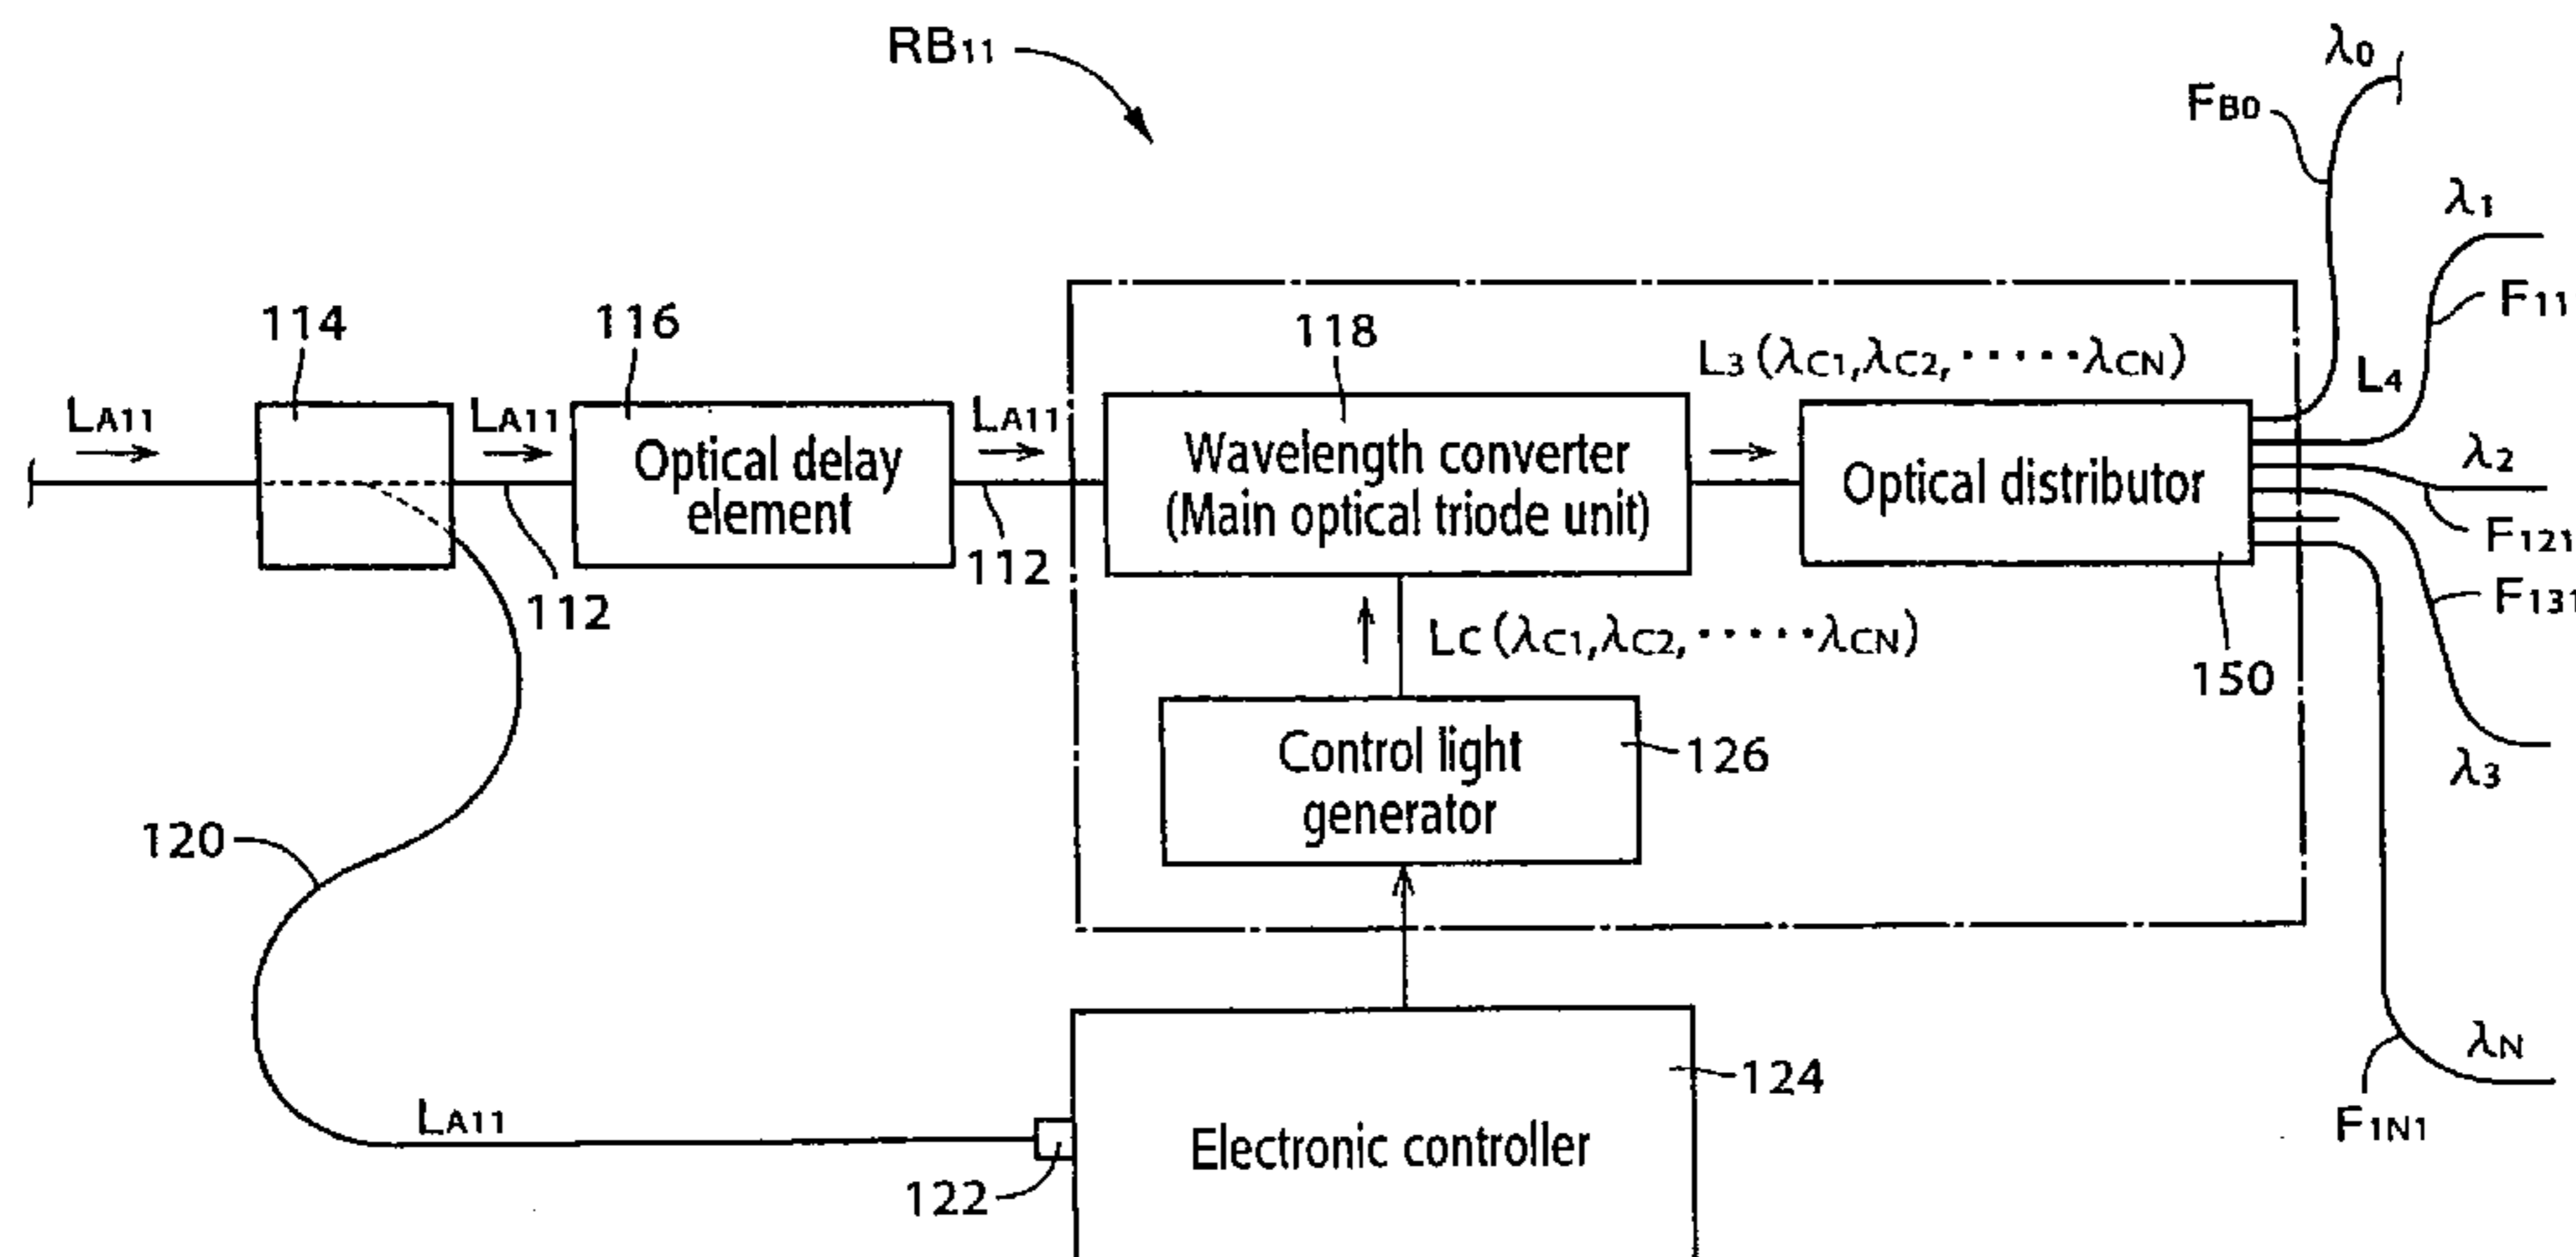 RB11
λ0
FB0
λ1
F11
114
116
118
L3 (λC1,λC2, ·····λCN)
L4
LA11
LA11
LA11
Optical delay
element
Wavelength converter
(Main optical triode unit)
Optical distributor
λ2
F121
112
112
F131
LC (λC1,λC2, ·····λCN)
150
Control light
generator
126
λ3
120
λN
124
LA11
Electronic controller
F1N1
122